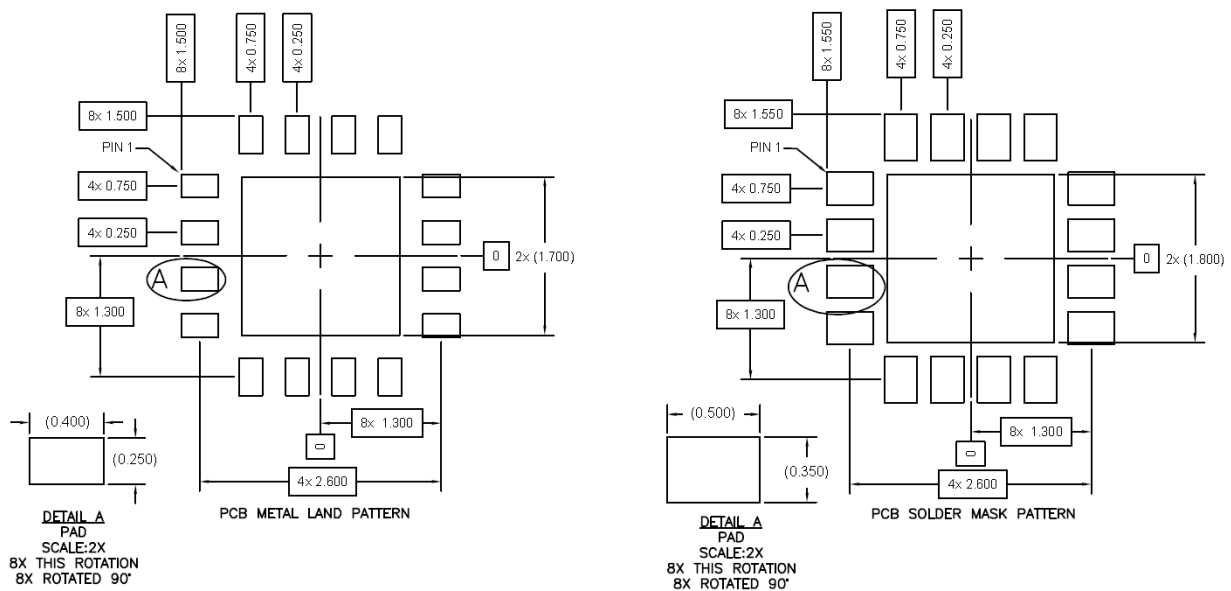 8x 1.500
4x 0.750
4x 0.250
8x 1.500
PIN 1
4x 0.750
4x 0.250
A
8x 1.300
0
2x (1.700)
8x 1.300
0
4x 2.600
(0.400)
(0.250)
PCB METAL LAND PATTERN
DETAIL A
PAD
SCALE:2X
8X THIS ROTATION
8X ROTATED 90°
8x 1.550
4x 0.750
4x 0.250
8x 1.550
PIN 1
4x 0.750
4x 0.250
A
8x 1.300
0
2x (1.800)
8x 1.300
0
4x 2.600
(0.500)
(0.350)
PCB SOLDER MASK PATTERN
DETAIL A
PAD
SCALE:2X
8X THIS ROTATION
8X ROTATED 90°